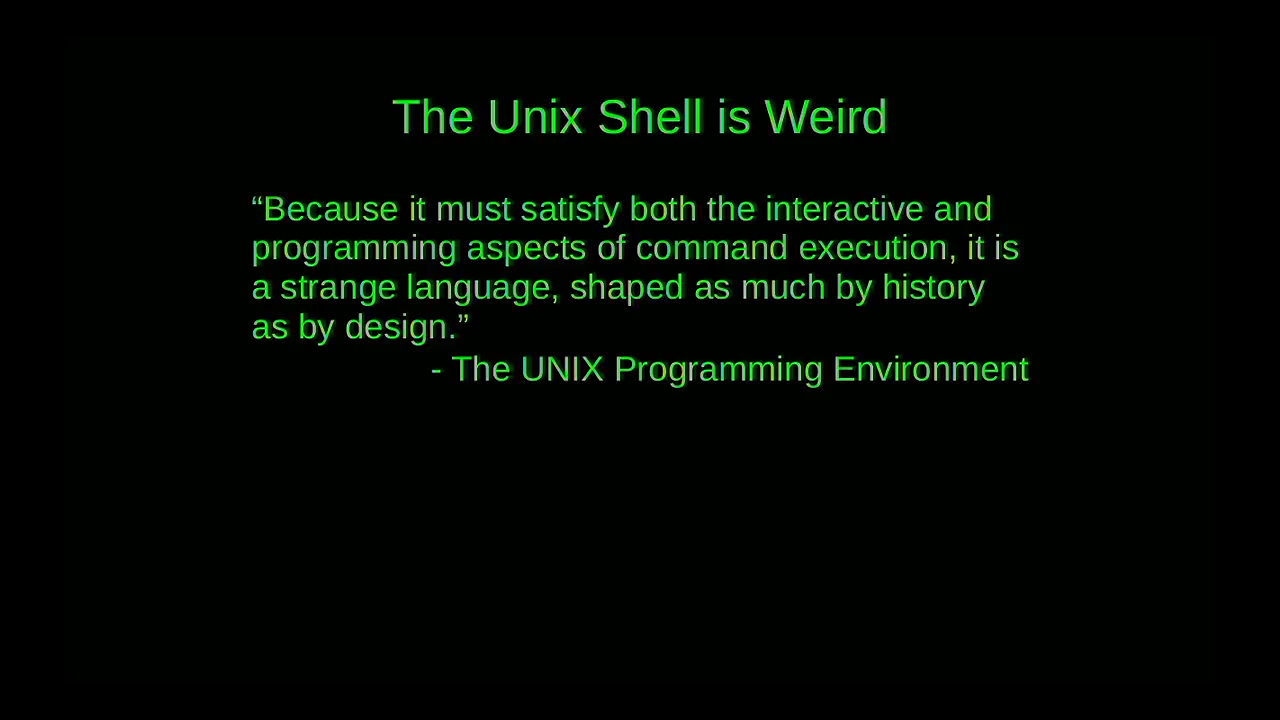 The Unix Shell is Weird
“Because it must satisfy both the interactive and
programming aspects of command execution, it is
a strange language, shaped as much by history
as by design.”
- The UNIX Programming Environment